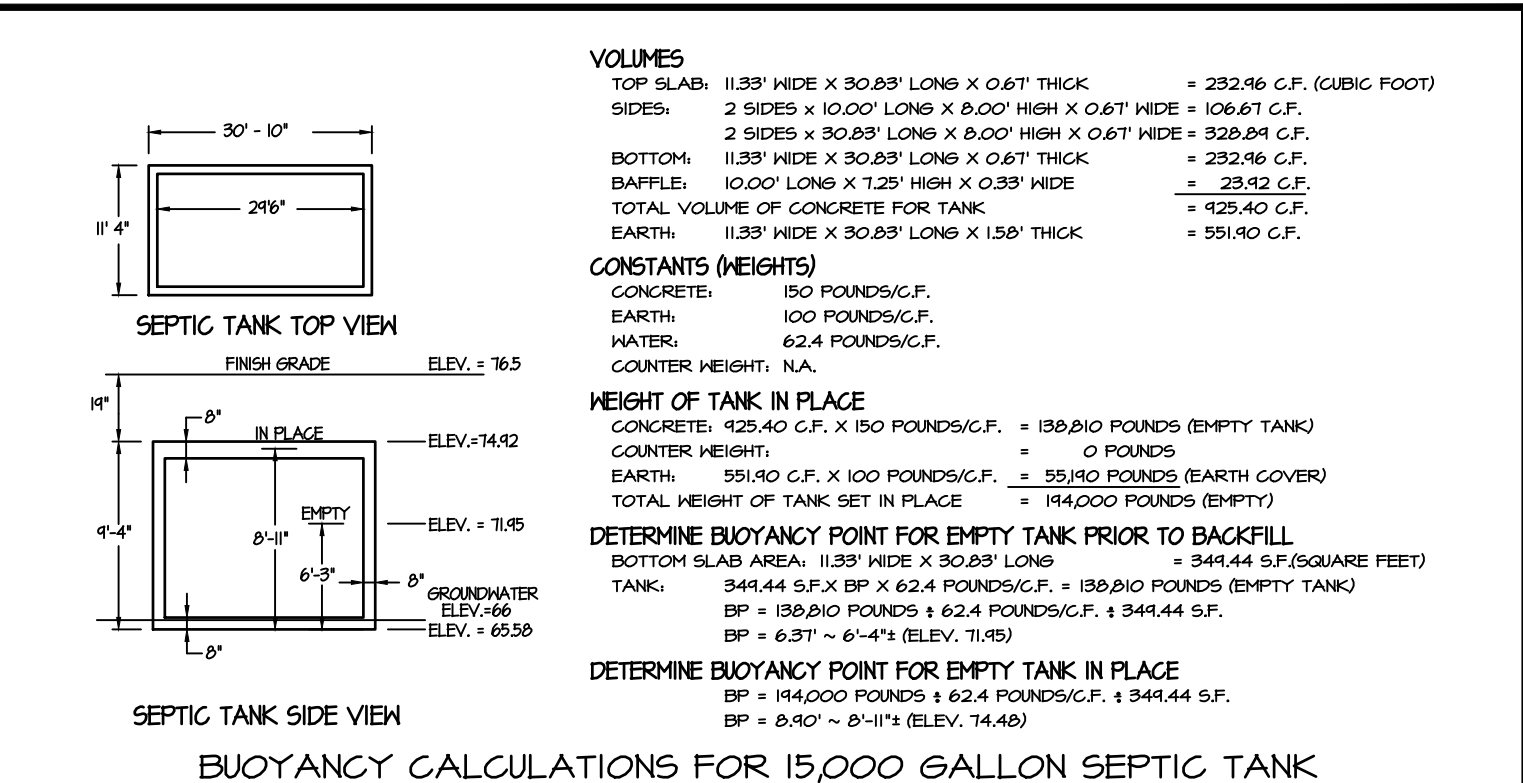 30' - 10"
29'6"
11' 4"
SEPTIC TANK TOP VIEW
FINISH GRADE ELEV. = 76.5
19"
8"
IN PLACE
ELEV.=74.92
EMPTY
ELEV. = 71.95
9'-4"
8'-11"
6'-3"
8"
GROUNDWATER
ELEV.=66
ELEV. = 65.58
8"
SEPTIC TANK SIDE VIEW
VOLUMES
TOP SLAB: 11.33' WIDE X 30.83' LONG X 0.67' THICK = 232.96 C.F. (CUBIC FOOT)
SIDES: 2 SIDES x 10.00' LONG X 8.00' HIGH X 0.67' WIDE = 106.67 C.F.
2 SIDES x 30.83' LONG X 8.00' HIGH X 0.67' WIDE = 328.89 C.F.
BOTTOM: 11.33' WIDE X 30.83' LONG X 0.67' THICK = 232.96 C.F.
BAFFLE: 10.00' LONG X 7.25' HIGH X 0.33' WIDE = 23.92 C.F.
TOTAL VOLUME OF CONCRETE FOR TANK = 925.40 C.F.
EARTH: 11.33' WIDE X 30.83' LONG X 1.58' THICK = 551.90 C.F.
CONSTANTS (WEIGHTS)
CONCRETE: 150 POUNDS/C.F.
EARTH: 100 POUNDS/C.F.
WATER: 62.4 POUNDS/C.F.
COUNTER WEIGHT: N.A.
WEIGHT OF TANK IN PLACE
CONCRETE: 925.40 C.F. X 150 POUNDS/C.F. = 138,810 POUNDS (EMPTY TANK)
COUNTER WEIGHT: = 0 POUNDS
EARTH: 551.90 C.F. X 100 POUNDS/C.F. = 55,190 POUNDS (EARTH COVER)
TOTAL WEIGHT OF TANK SET IN PLACE = 194,000 POUNDS (EMPTY)
DETERMINE BUOYANCY POINT FOR EMPTY TANK PRIOR TO BACKFILL
BOTTOM SLAB AREA: 11.33' WIDE X 30.83' LONG = 349.44 S.F.(SQUARE FEET)
TANK: 349.44 S.F.X BP X 62.4 POUNDS/C.F. = 138,810 POUNDS (EMPTY TANK)
BP = 138,810 POUNDS ÷ 62.4 POUNDS/C.F. ÷ 349.44 S.F.
BP = 6.37' ~ 6'-4"± (ELEV. 71.95)
DETERMINE BUOYANCY POINT FOR EMPTY TANK IN PLACE
BP = 194,000 POUNDS ÷ 62.4 POUNDS/C.F. ÷ 349.44 S.F.
BP = 8.90' ~ 8'-11"± (ELEV. 74.48)
BUOYANCY CALCULATIONS FOR 15,000 GALLON SEPTIC TANK